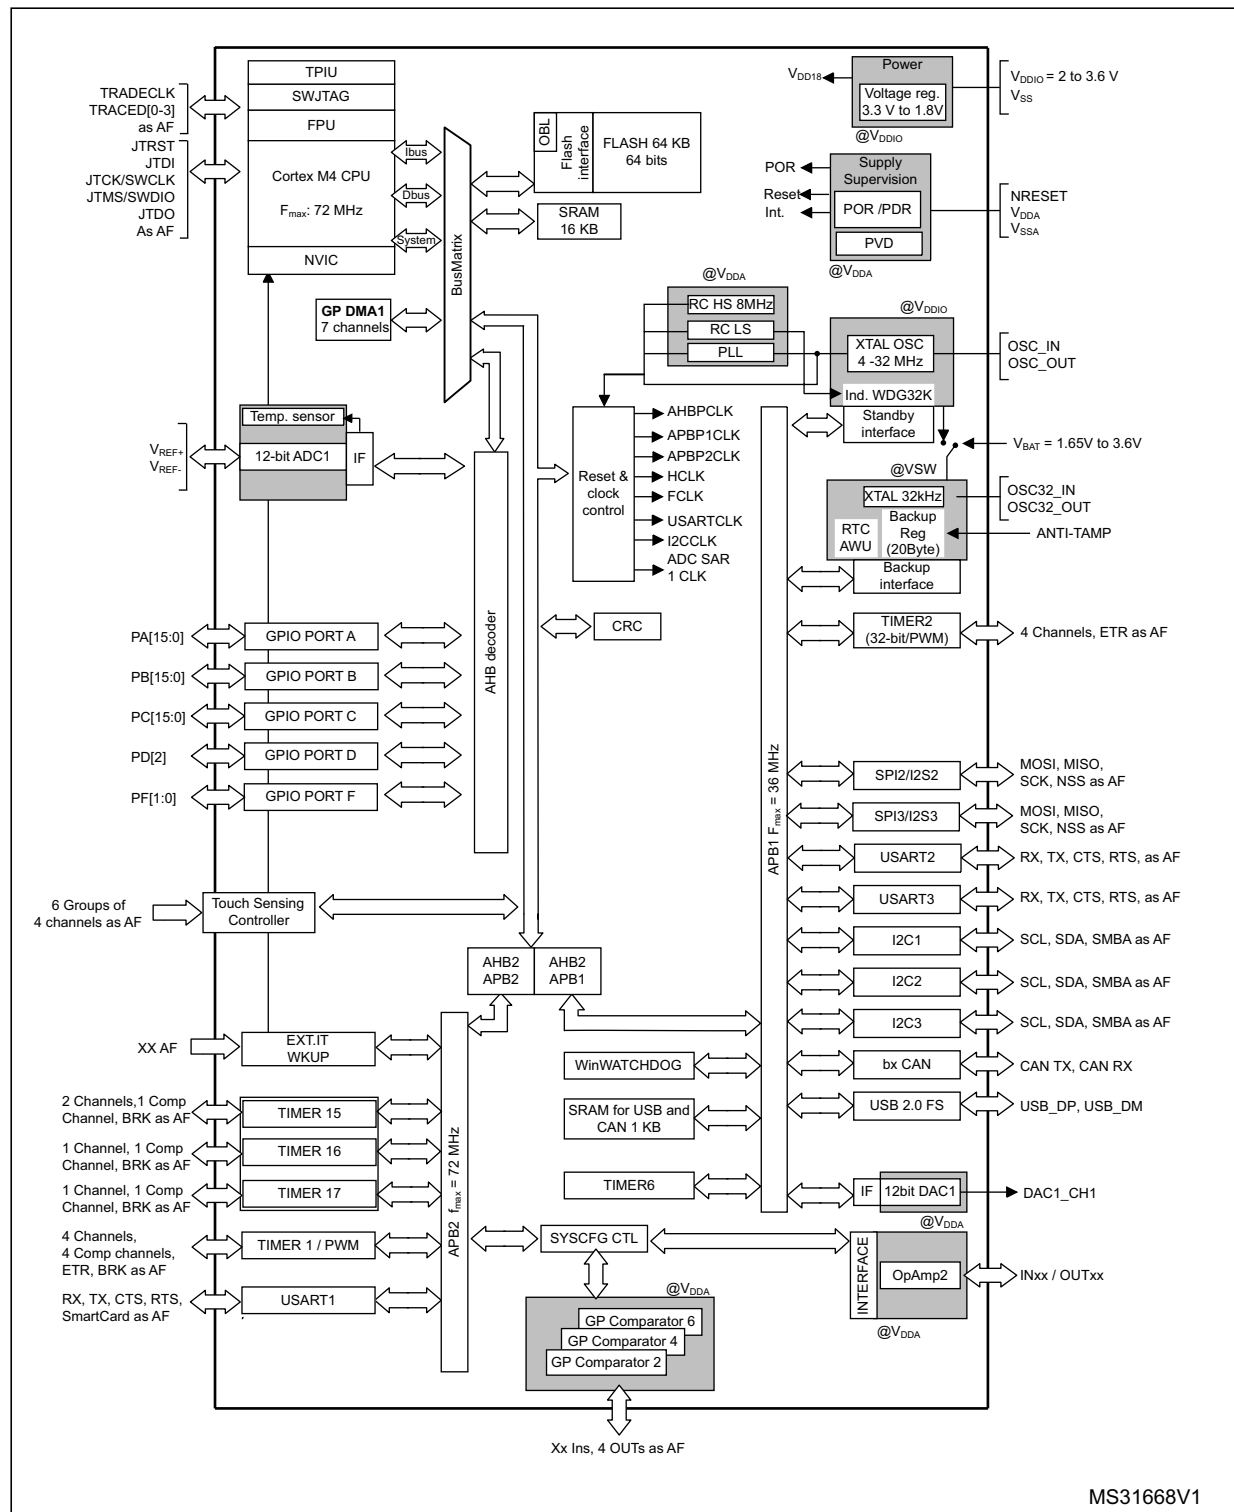 TPIU
SWJTAG
FPU
Cortex M4 CPU
Fmax: 72 MHz
NVIC
TRADECLK
TRACED[0-3]
as AF
JTRST
JTDI
JTCK/SWCLK
JTMS/SWDIO
JTDO
As AF
Ibus
Dbus
System
BusMatrix
OBL
Flash
interface
FLASH 64 KB
64 bits
SRAM
16 KB
GP DMA1
7 channels
VDD18
Power
Voltage reg.
3.3 V to 1.8V
@VDDIO
VDDIO = 2 to 3.6 V
VSS
POR
Reset
Int.
Supply
Supervision
POR /PDR
PVD
@VDDA
NRESET
VDDA
VSSA
@VDDA
RC HS 8MHz
RC LS
PLL
@VDDIO
XTAL OSC
4 -32 MHz
Ind. WDG32K
Standby
interface
OSC_IN
OSC_OUT
VBAT = 1.65V to 3.6V
@VSW
XTAL 32kHz
RTC
AWU
Backup
Reg
(20Byte)
Backup
interface
OSC32_IN
OSC32_OUT
ANTI-TAMP
Reset &
clock
control
AHBPCLK
APBP1CLK
APBP2CLK
HCLK
FCLK
USARTCLK
I2CCLK
ADC SAR
1 CLK
VREF+
VREF-
Temp. sensor
12-bit ADC1
IF
AHB decoder
CRC
PA[15:0]
GPIO PORT A
PB[15:0]
GPIO PORT B
PC[15:0]
GPIO PORT C
PD[2]
GPIO PORT D
PF[1:0]
GPIO PORT F
6 Groups of
4 channels as AF
Touch Sensing
Controller
AHB2
APB2
AHB2
APB1
APB1 Fmax = 36 MHz
TIMER2
(32-bit/PWM)
4 Channels, ETR as AF
SPI2/I2S2
MOSI, MISO,
SCK, NSS as AF
SPI3/I2S3
MOSI, MISO,
SCK, NSS as AF
USART2
RX, TX, CTS, RTS, as AF
USART3
RX, TX, CTS, RTS, as AF
I2C1
SCL, SDA, SMBA as AF
I2C2
SCL, SDA, SMBA as AF
I2C3
SCL, SDA, SMBA as AF
bx CAN
CAN TX, CAN RX
USB 2.0 FS
USB_DP, USB_DM
IF
12bit DAC1
DAC1_CH1
@VDDA
XX AF
EXT.IT
WKUP
2 Channels,1 Comp
Channel, BRK as AF
TIMER 15
1 Channel, 1 Comp
Channel, BRK as AF
TIMER 16
1 Channel, 1 Comp
Channel, BRK as AF
TIMER 17
4 Channels,
4 Comp channels,
ETR, BRK as AF
TIMER 1 / PWM
RX, TX, CTS, RTS,
SmartCard as AF
USART1
APB2 fmax = 72 MHz
WinWATCHDOG
SRAM for USB and
CAN 1 KB
TIMER6
SYSCFG CTL
INTERFACE
OpAmp2
INxx / OUTxx
@VDDA
@VDDA
GP Comparator 6
GP Comparator 4
GP Comparator 2
Xx Ins, 4 OUTs as AF
MS31668V1